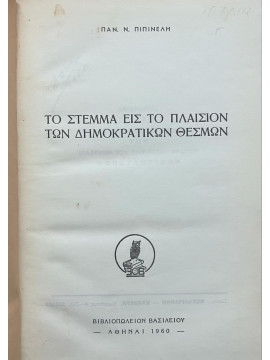 ΠΑΝ. Ν. ΠΙΠΙΝΕΛΗ
ΤΟ ΣΤΕΜΜΑ ΕΙΣ ΤΟ ΠΛΑΙΣΙΟΝ
ΤΩΝ ΔΗΜΟΚΡΑΤΙΚΩΝ ΘΕΣΜΩΝ
ΒΙΒΛΙΟΠΩΛΕΙΟΝ ΒΑΣΙΛΕΙΟΥ
— ΑΘΗΝΑΙ 1960 —